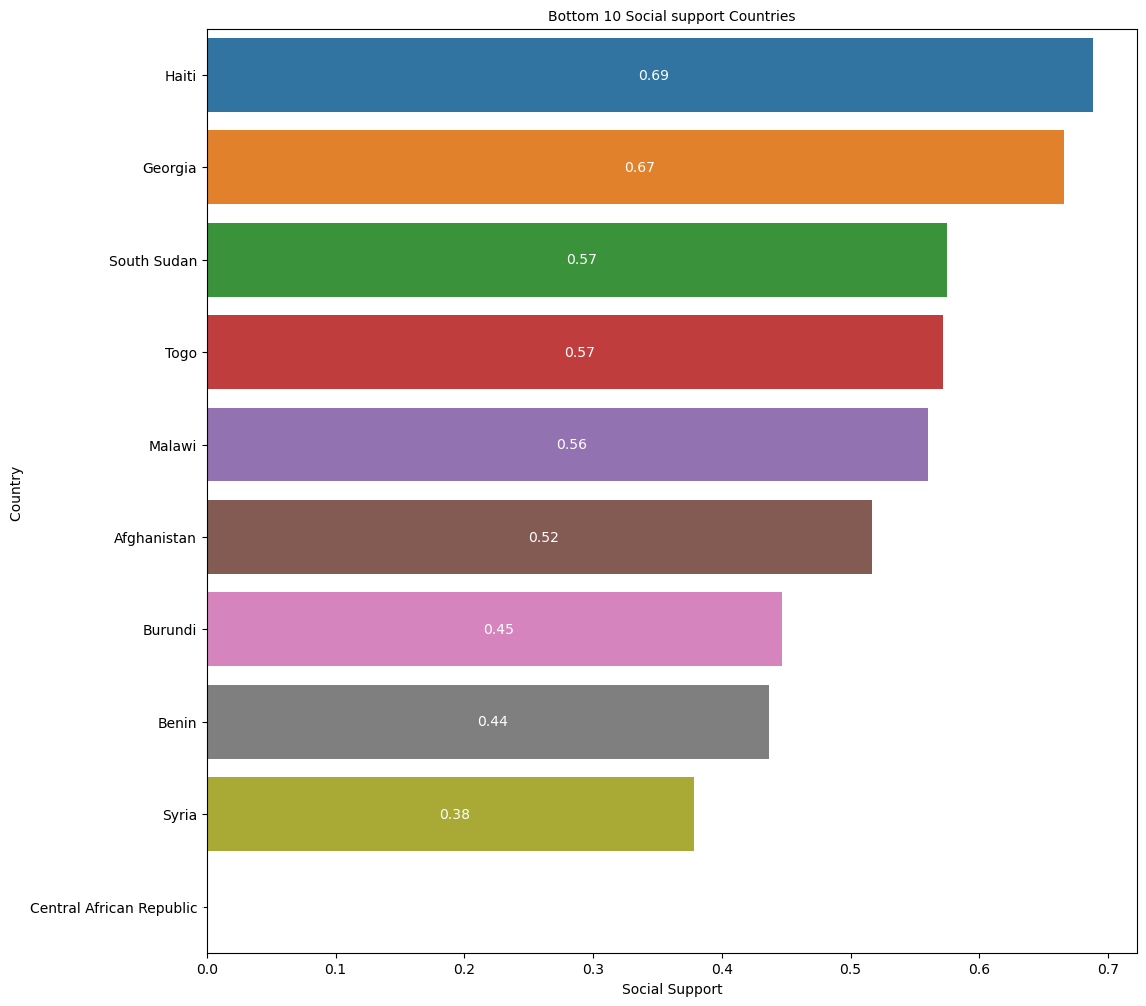 Bottom 10 Social support Countries
Haiti
0.69
Georgia
0.67
South Sudan
0.57
Togo
0.57
Malawi
0.56
Country
Afghanistan
0.52
Burundi
0.45
Benin
0.44
Syria
0.38
Central African Republic
0.0 0.1 0.2 0.3 0.4 0.5 0.6 0.7
Social Support